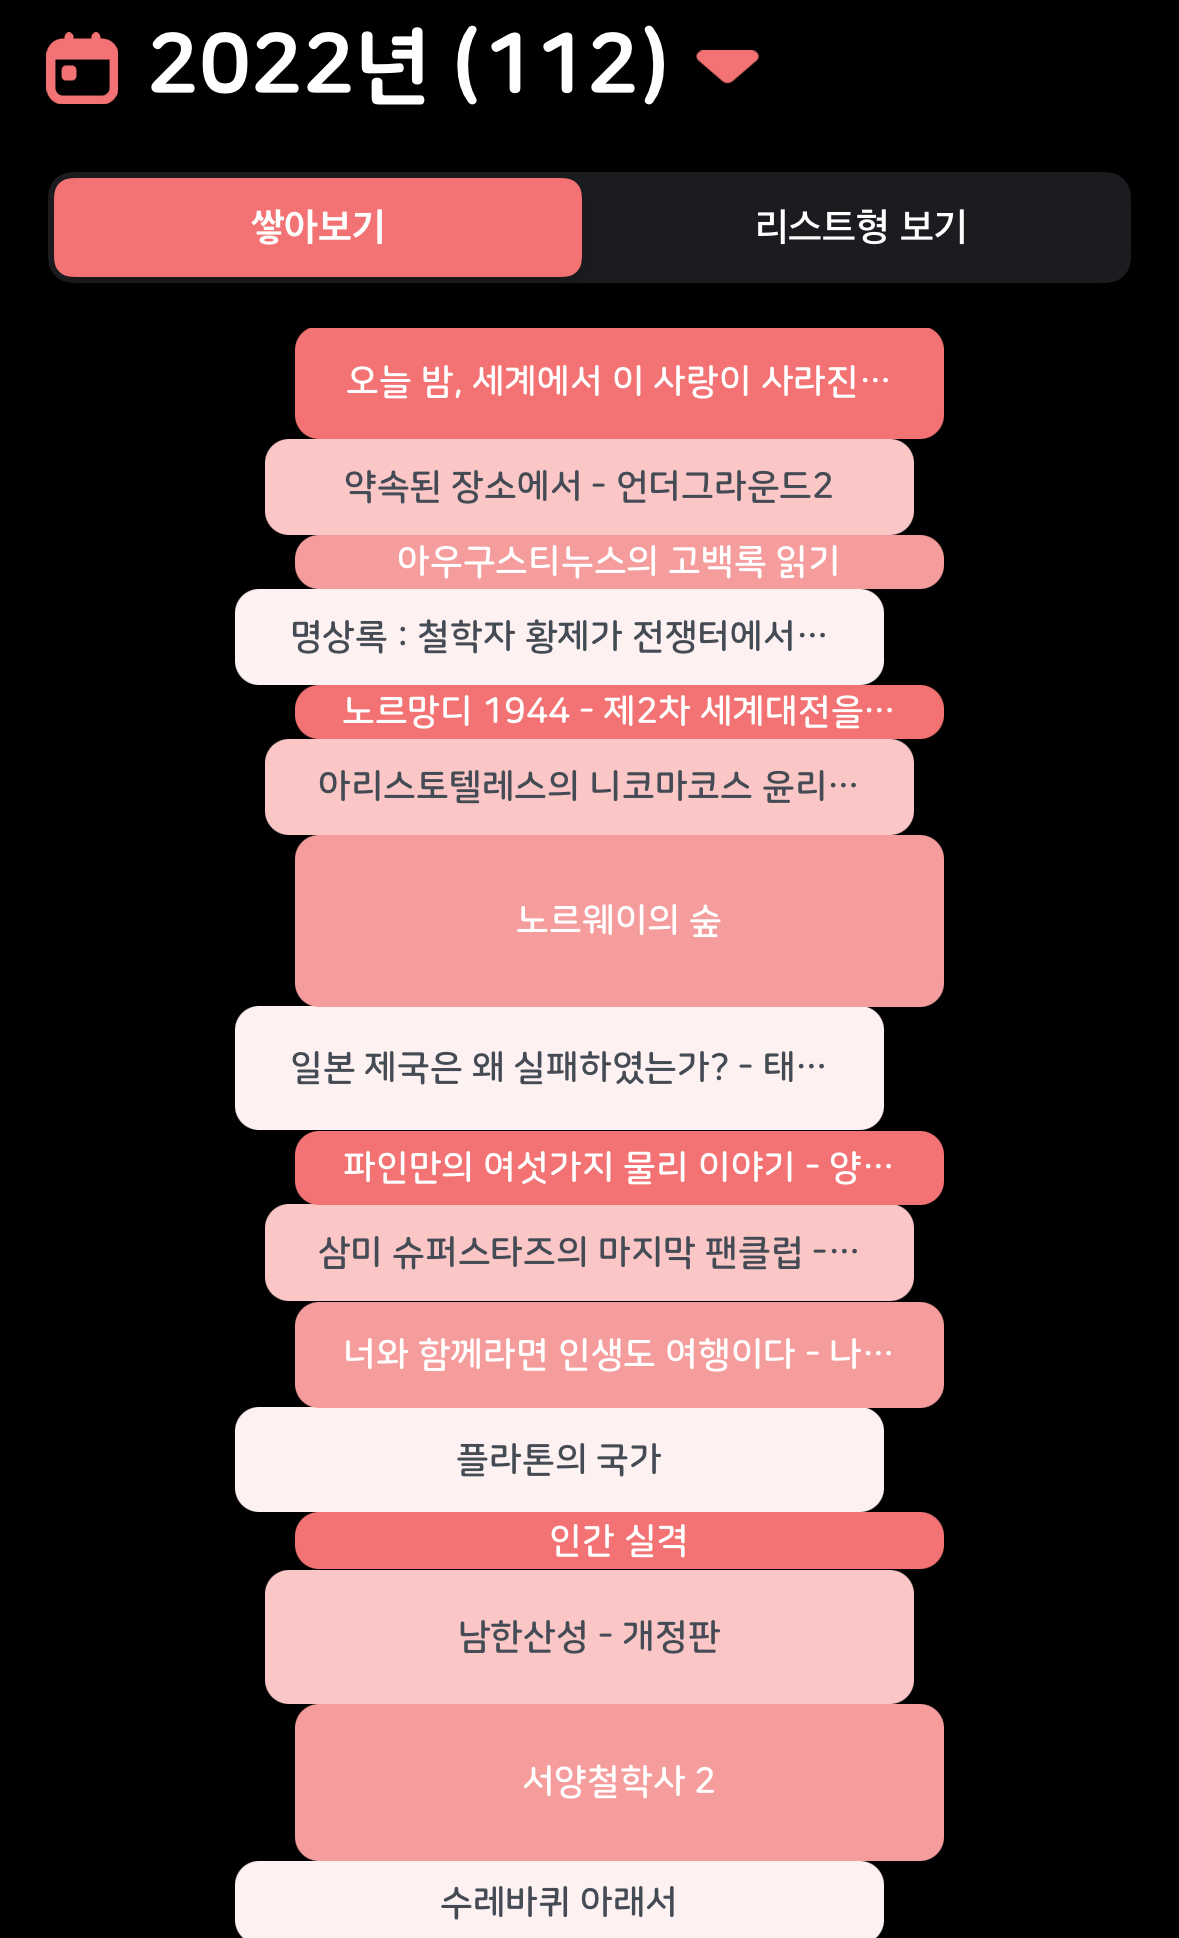 2022년 (112)
쌓아보기
리스트형 보기
오늘 밤, 세계에서 이 사랑이 사라진…
약속된 장소에서 - 언더그라운드2
아우구스티누스의 고백록 읽기
명상록 : 철학자 황제가 전쟁터에서…
노르망디 1944 - 제2차 세계대전을…
아리스토텔레스의 니코마코스 윤리…
노르웨이의 숲
일본 제국은 왜 실패하였는가? - 태…
파인만의 여섯가지 물리 이야기 - 양…
삼미 슈퍼스타즈의 마지막 팬클럽 -…
너와 함께라면 인생도 여행이다 - 나…
플라톤의 국가
인간 실격
남한산성 - 개정판
서양철학사 2
수레바퀴 아래서